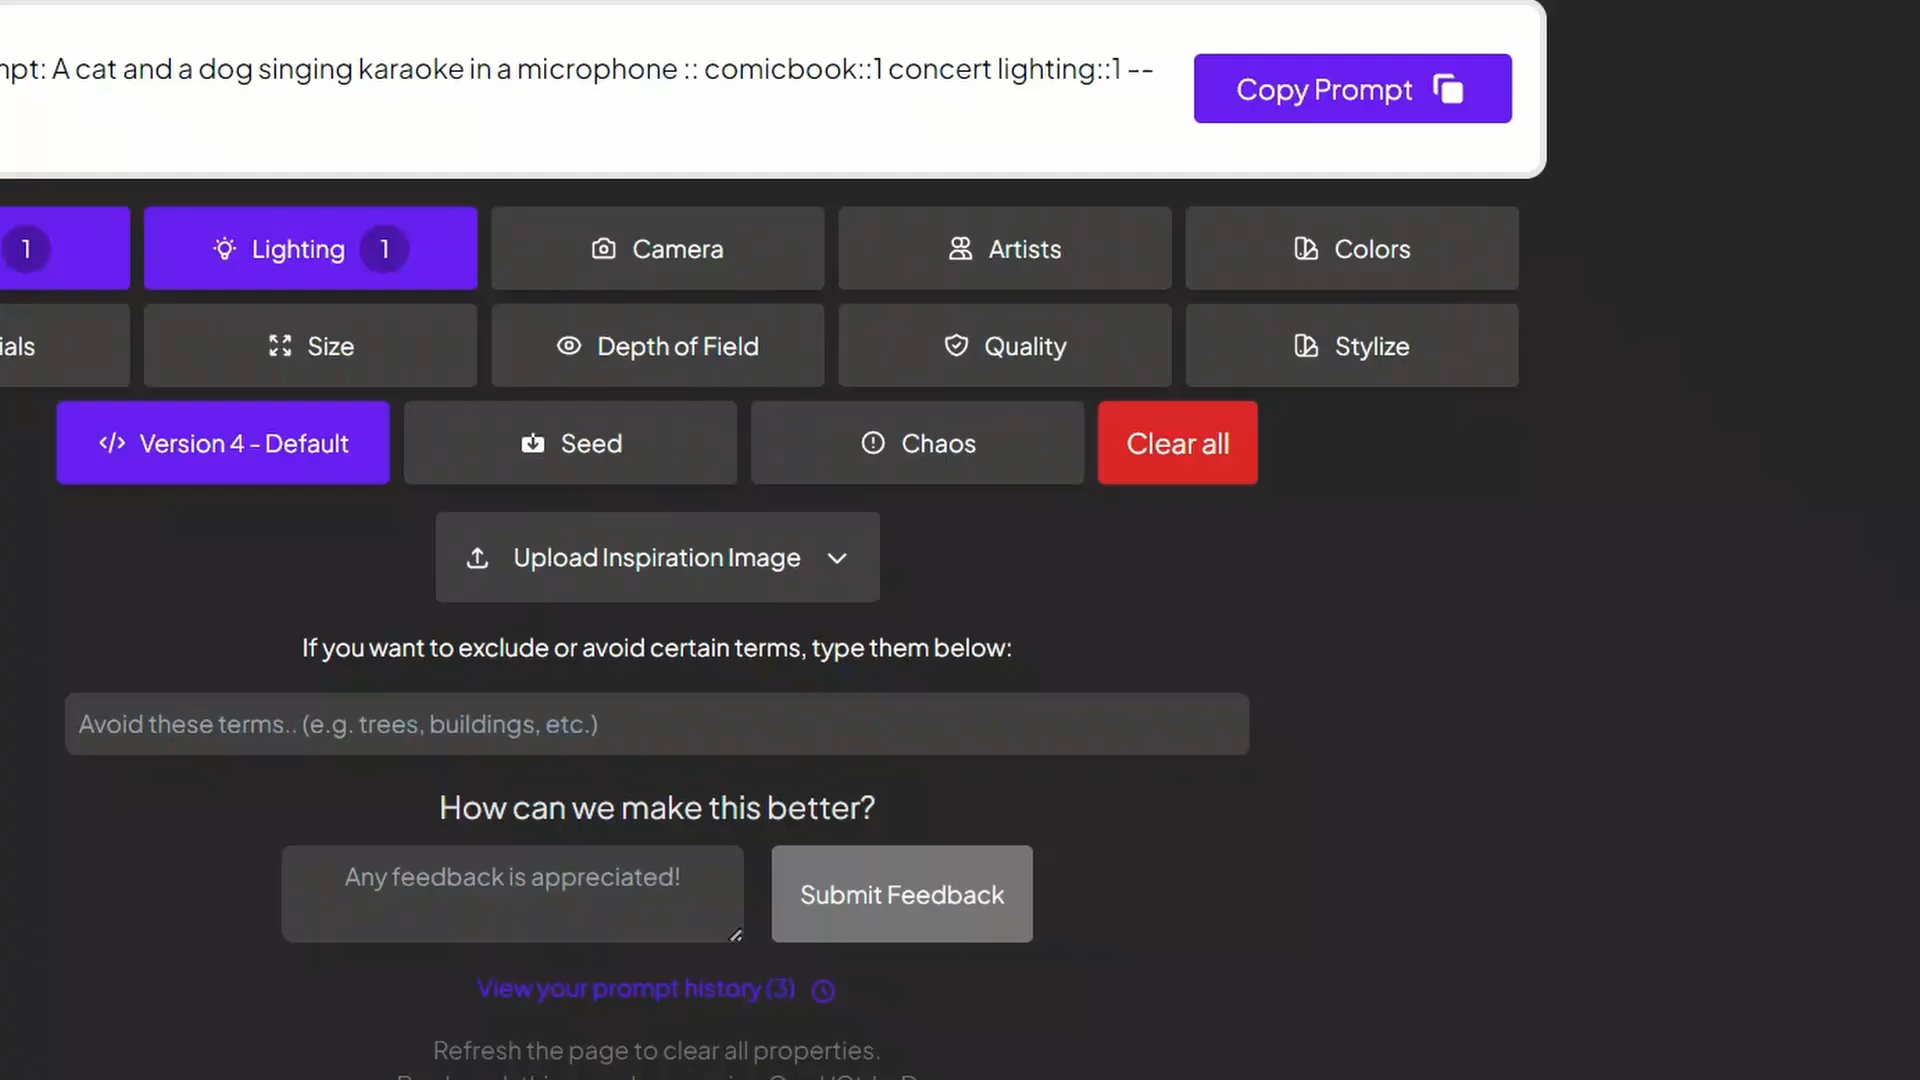 mpt: A cat and a dog singing karaoke in a microphone :: comicbook::1 concert lighting::1 --
Copy Prompt
1
Lighting 1
Camera
Artists
Colors
ials
Size
Depth of Field
Quality
Stylize
</> Version 4 - Default
Seed
Chaos
Clear all
Upload Inspiration Image
If you want to exclude or avoid certain terms, type them below:
Avoid these terms.. (e.g. trees, buildings, etc.)
How can we make this better?
Any feedback is appreciated!
Submit Feedback
View your prompt history (3)
Refresh the page to clear all properties.